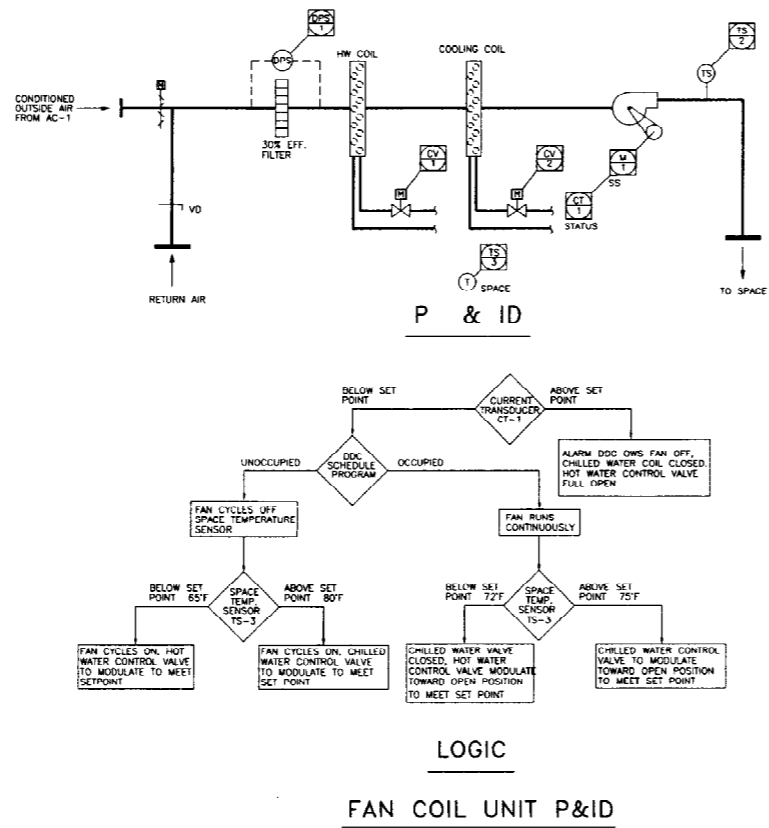 DPS
1
DPS
HW COIL
COOLING COIL
TS
2
TS
CONDITIONED
OUTSIDE AIR
FROM AC-1
M
30% EFF.
FILTER
CV
1
M
CV
2
M
M
1
SS
CT
1
STATUS
VD
RETURN AIR
TS
3
T
SPACE
TO SPACE
P & ID
BELOW SET
POINT
CURRENT
TRANSDUCER
CT-1
ABOVE SET
POINT
ALARM DDC OWS FAN OFF,
CHILLED WATER COIL CLOSED,
HOT WATER CONTROL VALVE
FULL OPEN
UNOCCUPIED
DDC
SCHEDULE
PROGRAM
OCCUPIED
FAN CYCLES OFF
SPACE TEMPERATURE
SENSOR
FAN RUNS
CONTINUOUSLY
BELOW SET
POINT 65°F
SPACE
TEMP.
SENSOR
TS-3
ABOVE SET
POINT 80°F
BELOW SET
POINT 72°F
SPACE
TEMP.
SENSOR
TS-3
ABOVE SET
POINT 75°F
FAN CYCLES ON, HOT
WATER CONTROL VALVE
TO MODULATE TO MEET
SETPOINT
FAN CYCLES ON, CHILLED
WATER CONTROL VALVE
TO MODULATE TO MEET
SET POINT
CHILLED WATER VALVE
CLOSED, HOT WATER
CONTROL VALVE MODULATE
TOWARD OPEN POSITION
TO MEET SET POINT
CHILLED WATER CONTROL
VALVE TO MODULATE
TOWARD OPEN POSITION
TO MEET SET POINT
LOGIC
FAN COIL UNIT P&ID